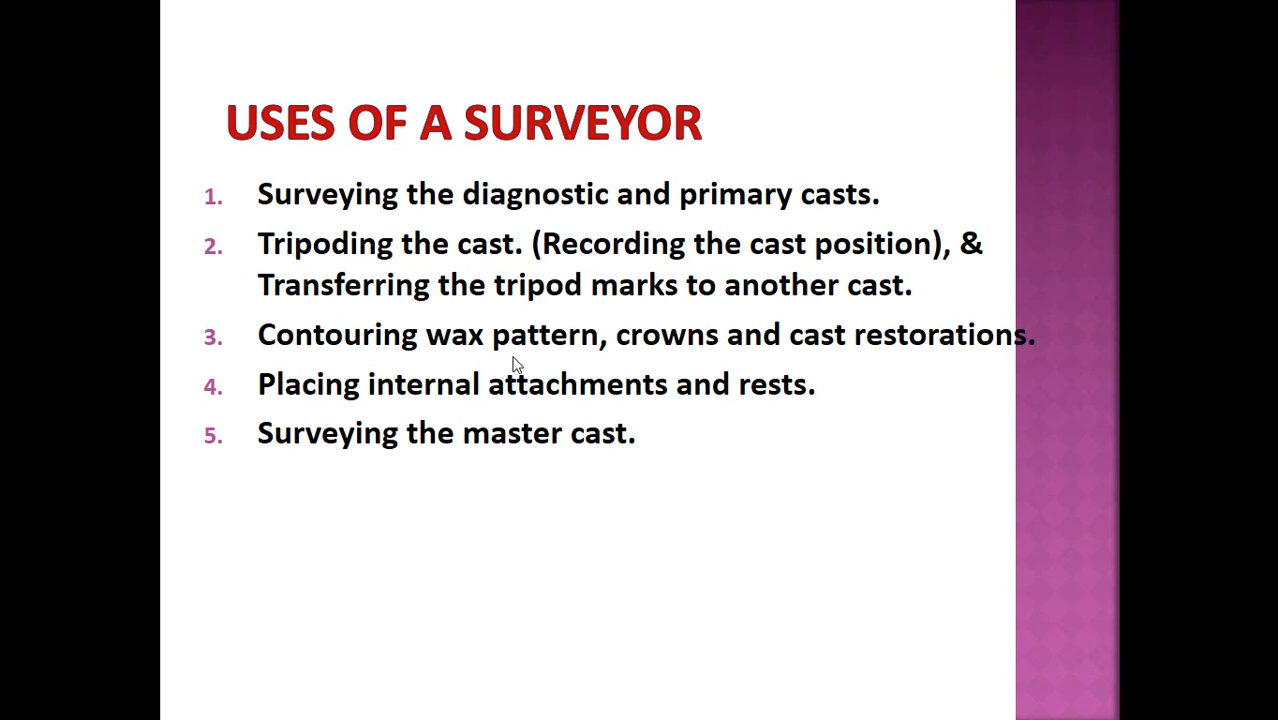 USES OF A SURVEYOR
1. Surveying the diagnostic and primary casts.
2. Tripoding the cast. (Recording the cast position), &
Transferring the tripod marks to another cast.
3. Contouring wax pattern, crowns and cast restorations.
4. Placing internal attachments and rests.
5. Surveying the master cast.